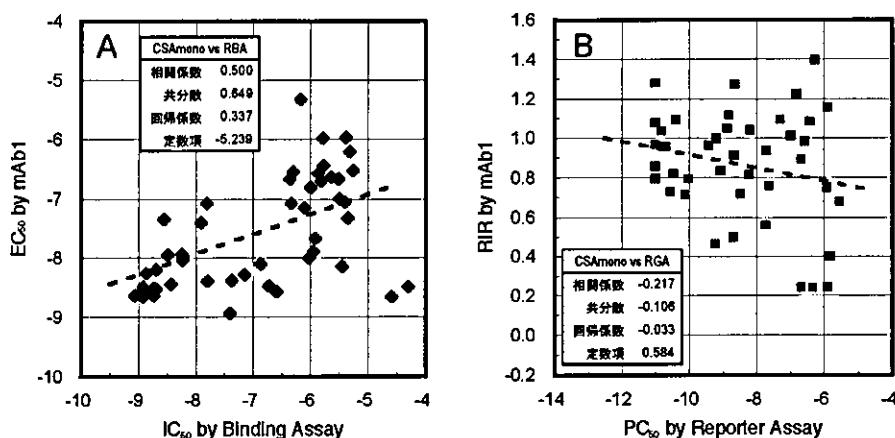 A
CSAmono vs RBA
相関係数 0.500
共分散 0.649
回帰係数 0.337
定数項 -5.239
-4
-5
-6
-7
-8
-9
-10
EC50 by mAb1
-10 -9 -8 -7 -6 -5 -4
IC50 by Binding Assay
B
1.6
1.4
1.2
1.0
0.8
0.6
0.4
0.2
0.0
-0.2
RIR by mAb1
CSAmono vs RGA
相関係数 -0.217
共分散 -0.106
回帰係数 -0.033
定数項 0.584
-14 -12 -10 -8 -6 -4
PC50 by Reporter Assay